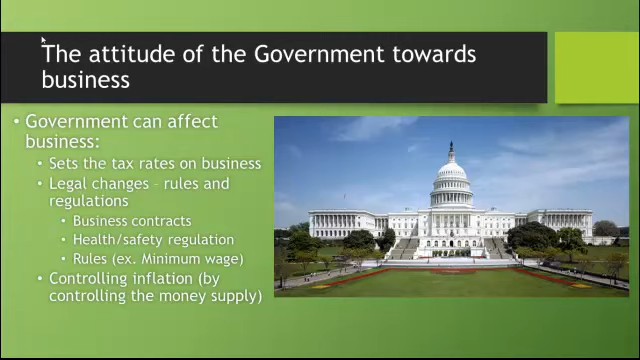 The attitude of the Government towards
business
• Government can affect
business:
• Sets the tax rates on business
• Legal changes – rules and
regulations
• Business contracts
• Health/safety regulation
• Rules (ex. Minimum wage)
• Controlling inflation (by
controlling the money supply)